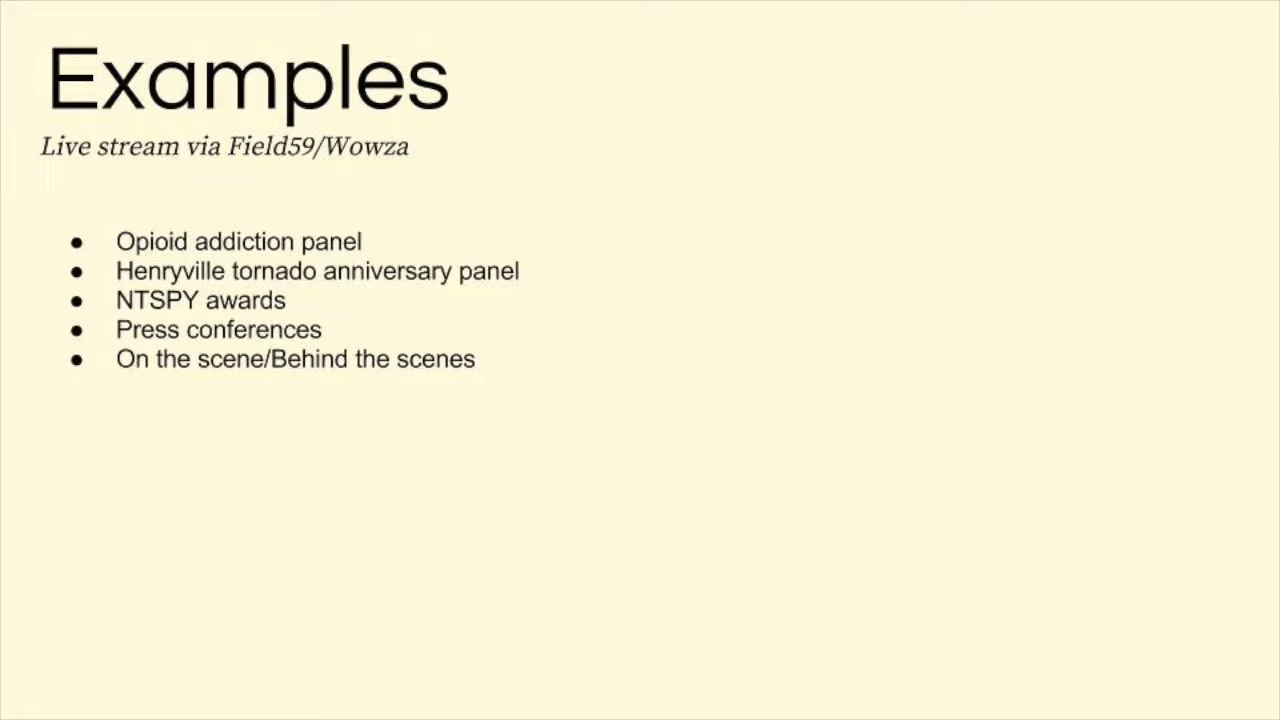 Examples
Live stream via Field59/Wowza
● Opioid addiction panel
● Henryville tornado anniversary panel
● NTSPY awards
● Press conferences
● On the scene/Behind the scenes